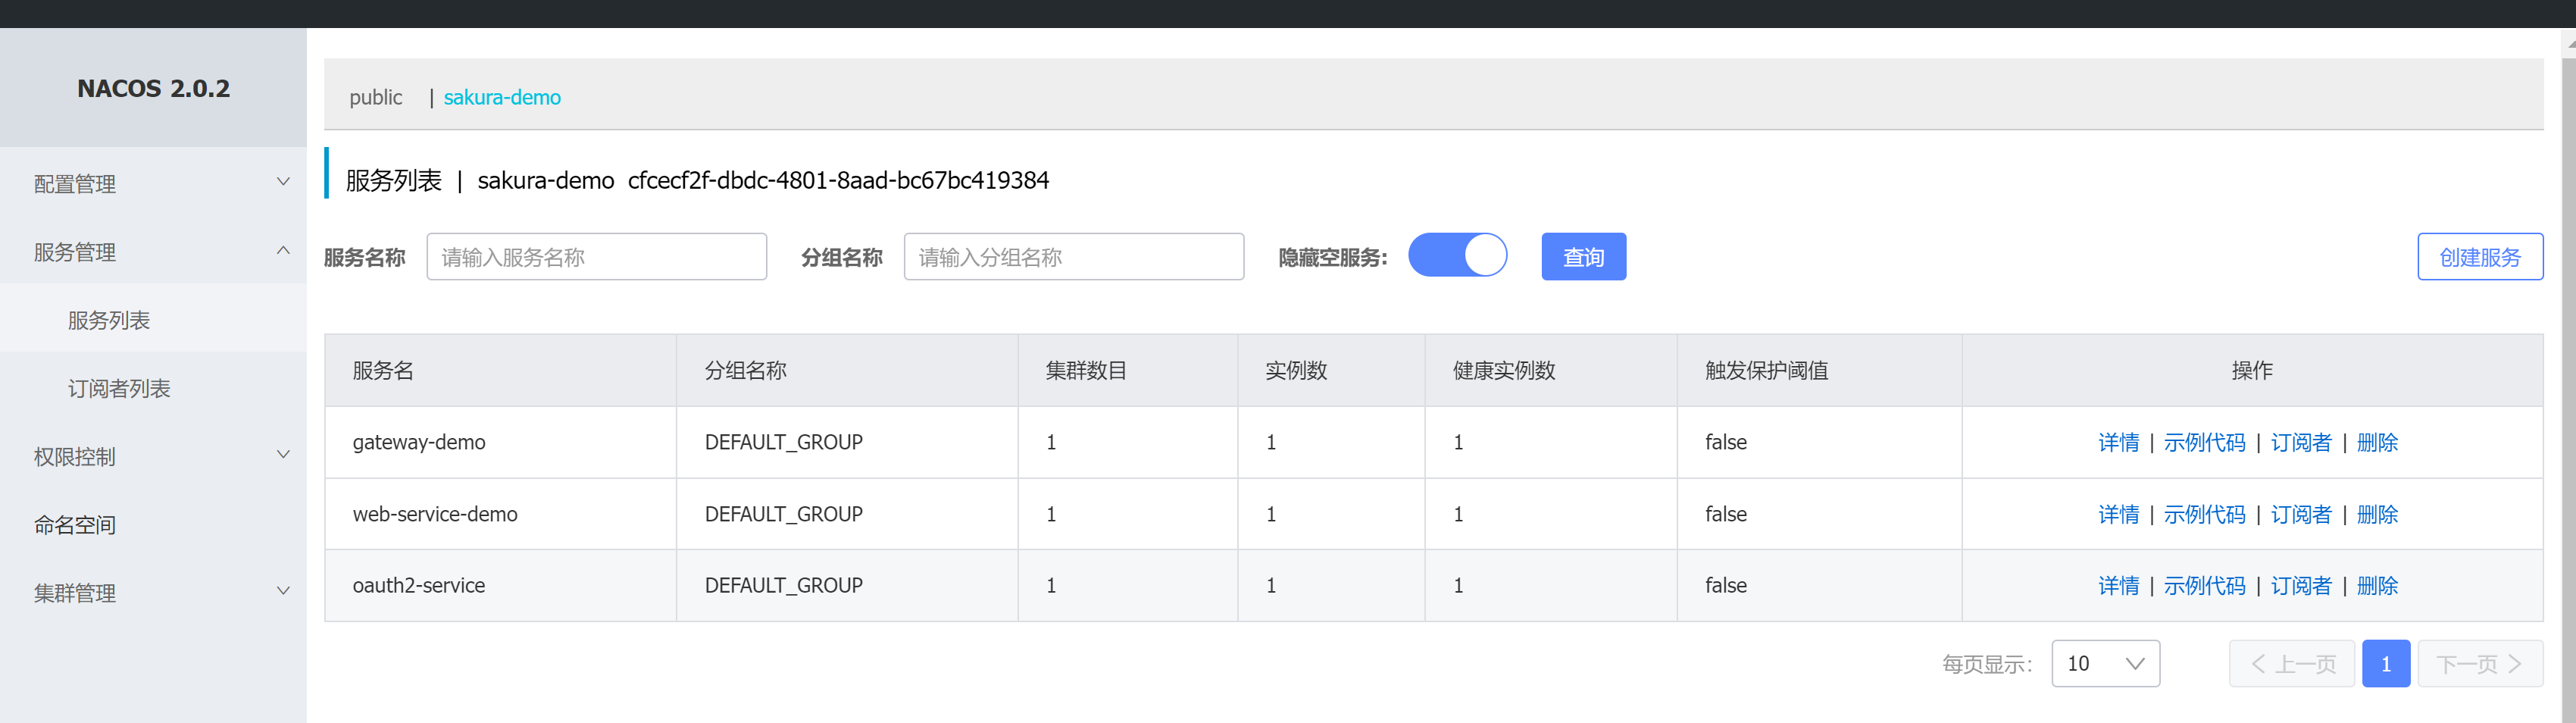 NACOS 2.0.2
配置管理
服务管理
服务列表
订阅者列表
权限控制
命名空间
集群管理
public | sakura-demo
服务列表 | sakura-demo cfcecf2f-dbdc-4801-8aad-bc67bc419384
服务名称 请输入服务名称 分组名称 请输入分组名称 隐藏空服务: 查询 创建服务
服务名 分组名称 集群数目 实例数 健康实例数 触发保护阈值 操作
gateway-demo DEFAULT_GROUP 1 1 1 false 详情 | 示例代码 | 订阅者 | 删除
web-service-demo DEFAULT_GROUP 1 1 1 false 详情 | 示例代码 | 订阅者 | 删除
oauth2-service DEFAULT_GROUP 1 1 1 false 详情 | 示例代码 | 订阅者 | 删除
每页显示: 10 上一页 1 下一页